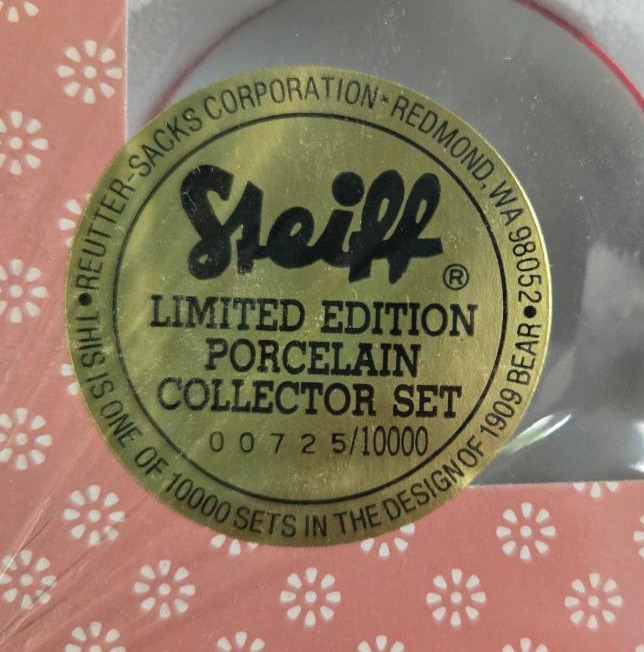 REUTTER-SACKS CORPORATION-REDMOND, WA 98052•
Steiff®
LIMITED EDITION
PORCELAIN
COLLECTOR SET
00725/10000
THIS IS ONE OF 10000 SETS IN THE DESIGN OF 1909 BEAR•